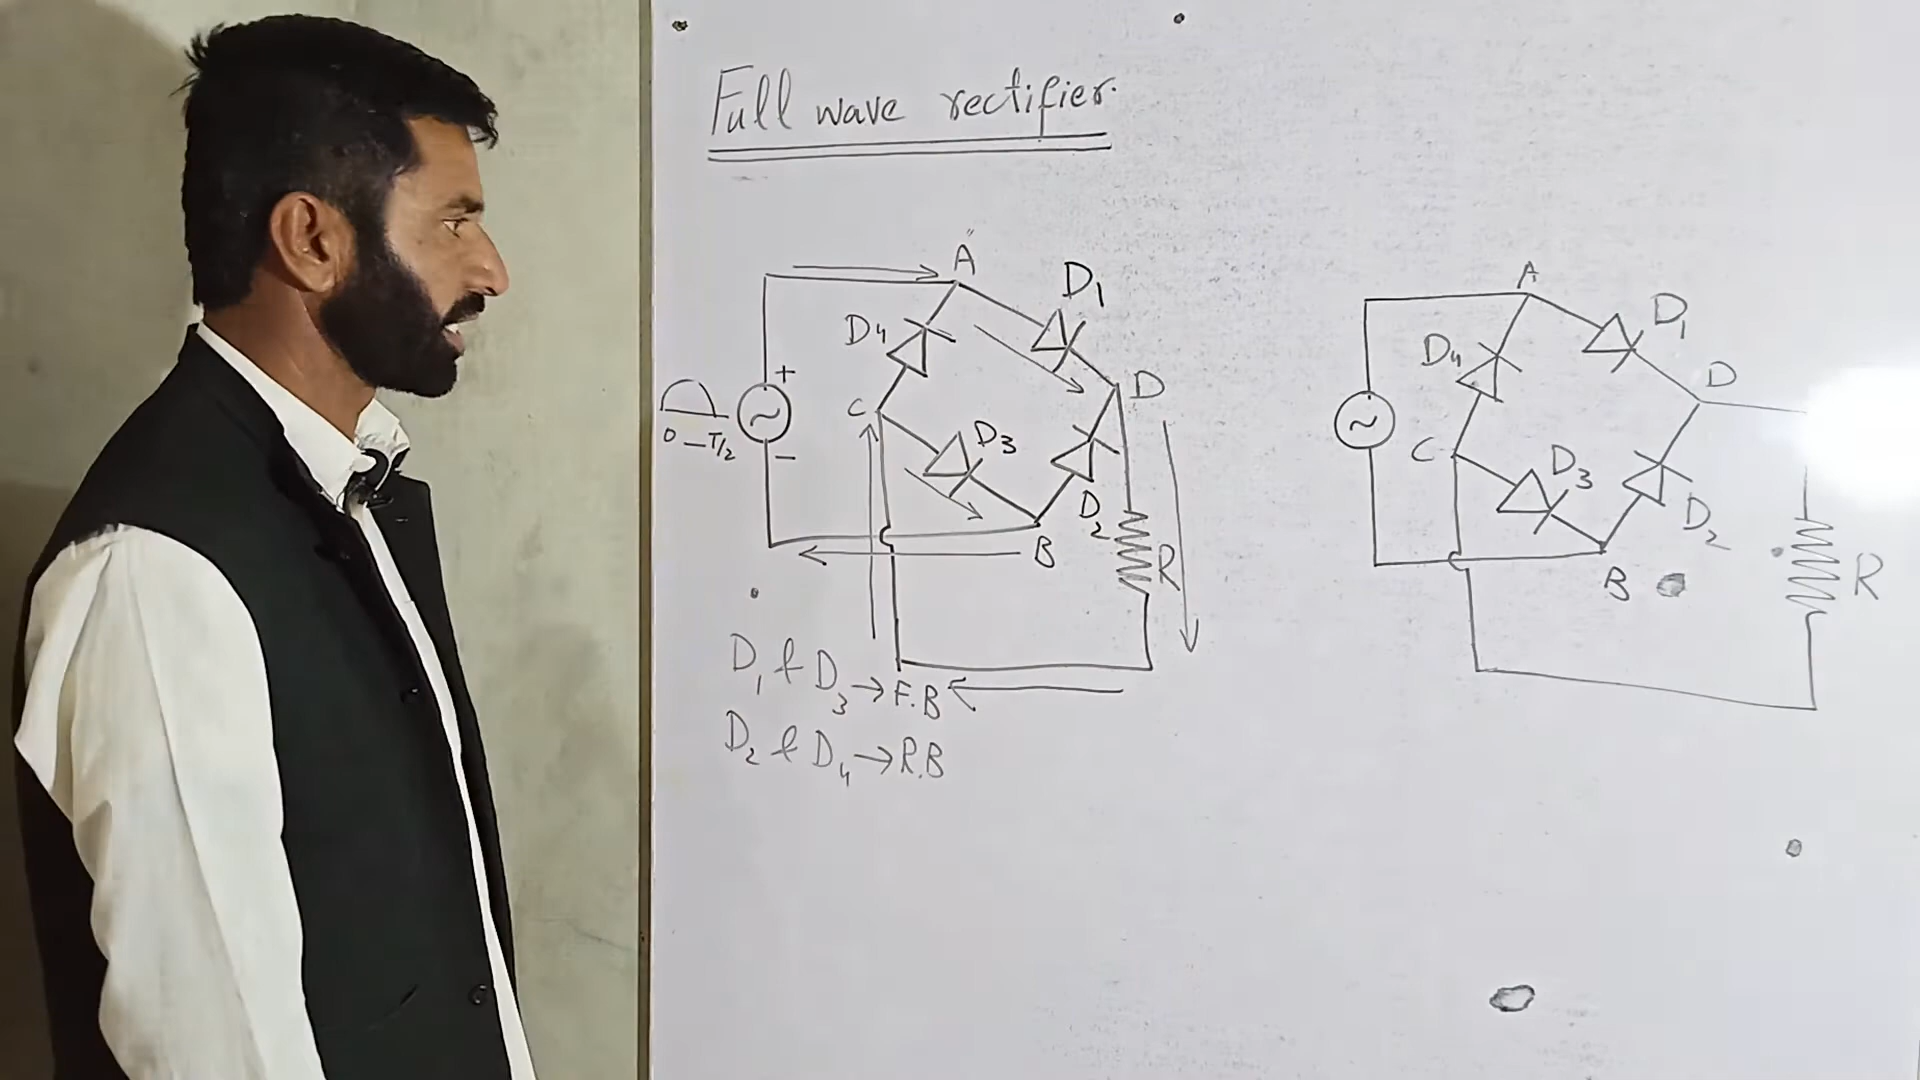 Full wave rectifier.
A
D1
D4
+
D
C
~
0 – T/2
–
D3
D2
B
R
D1 & D3 → F.B
D2 & D4 → R.B
A
D1
D4
D
~
C
D3
D2
B
R